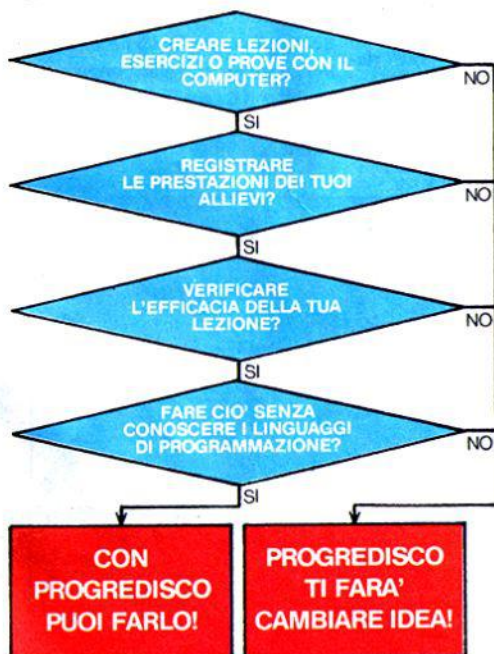 CREARE LEZIONI,
ESERCIZI O PROVE CON IL
COMPUTER?
NO
SI
REGISTRARE
LE PRESTAZIONI DEI TUOI
ALLIEVI?
NO
SI
VERIFICARE
L'EFFICACIA DELLA TUA
LEZIONE?
NO
SI
FARE CIO' SENZA
CONOSCERE I LINGUAGGI
DI PROGRAMMAZIONE?
NO
SI
CON
PROGREDISCO
PUOI FARLO!
PROGREDISCO
TI FARA'
CAMBIARE IDEA!